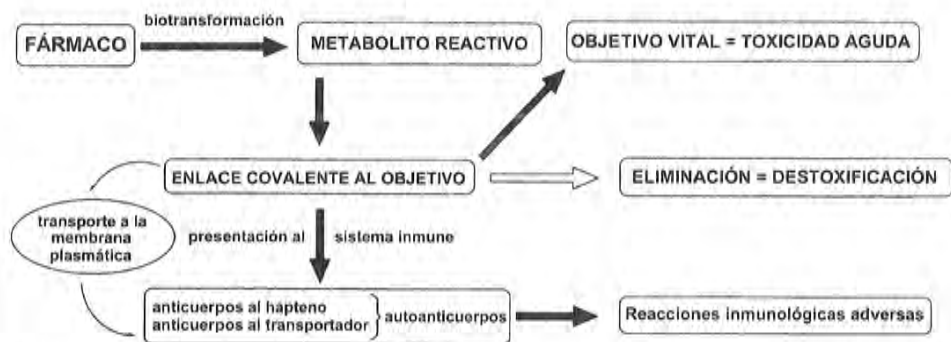 biotransformación
FÁRMACO
METABOLITO REACTIVO
OBJETIVO VITAL = TOXICIDAD AGUDA
ENLACE COVALENTE AL OBJETIVO
ELIMINACIÓN = DESTOXIFICACIÓN
transporte a la
membrana
plasmática
presentación al sistema inmune
anticuerpos al hapteno
anticuerpos al transportador
autoanticuerpos
Reacciones inmunológicas adversas